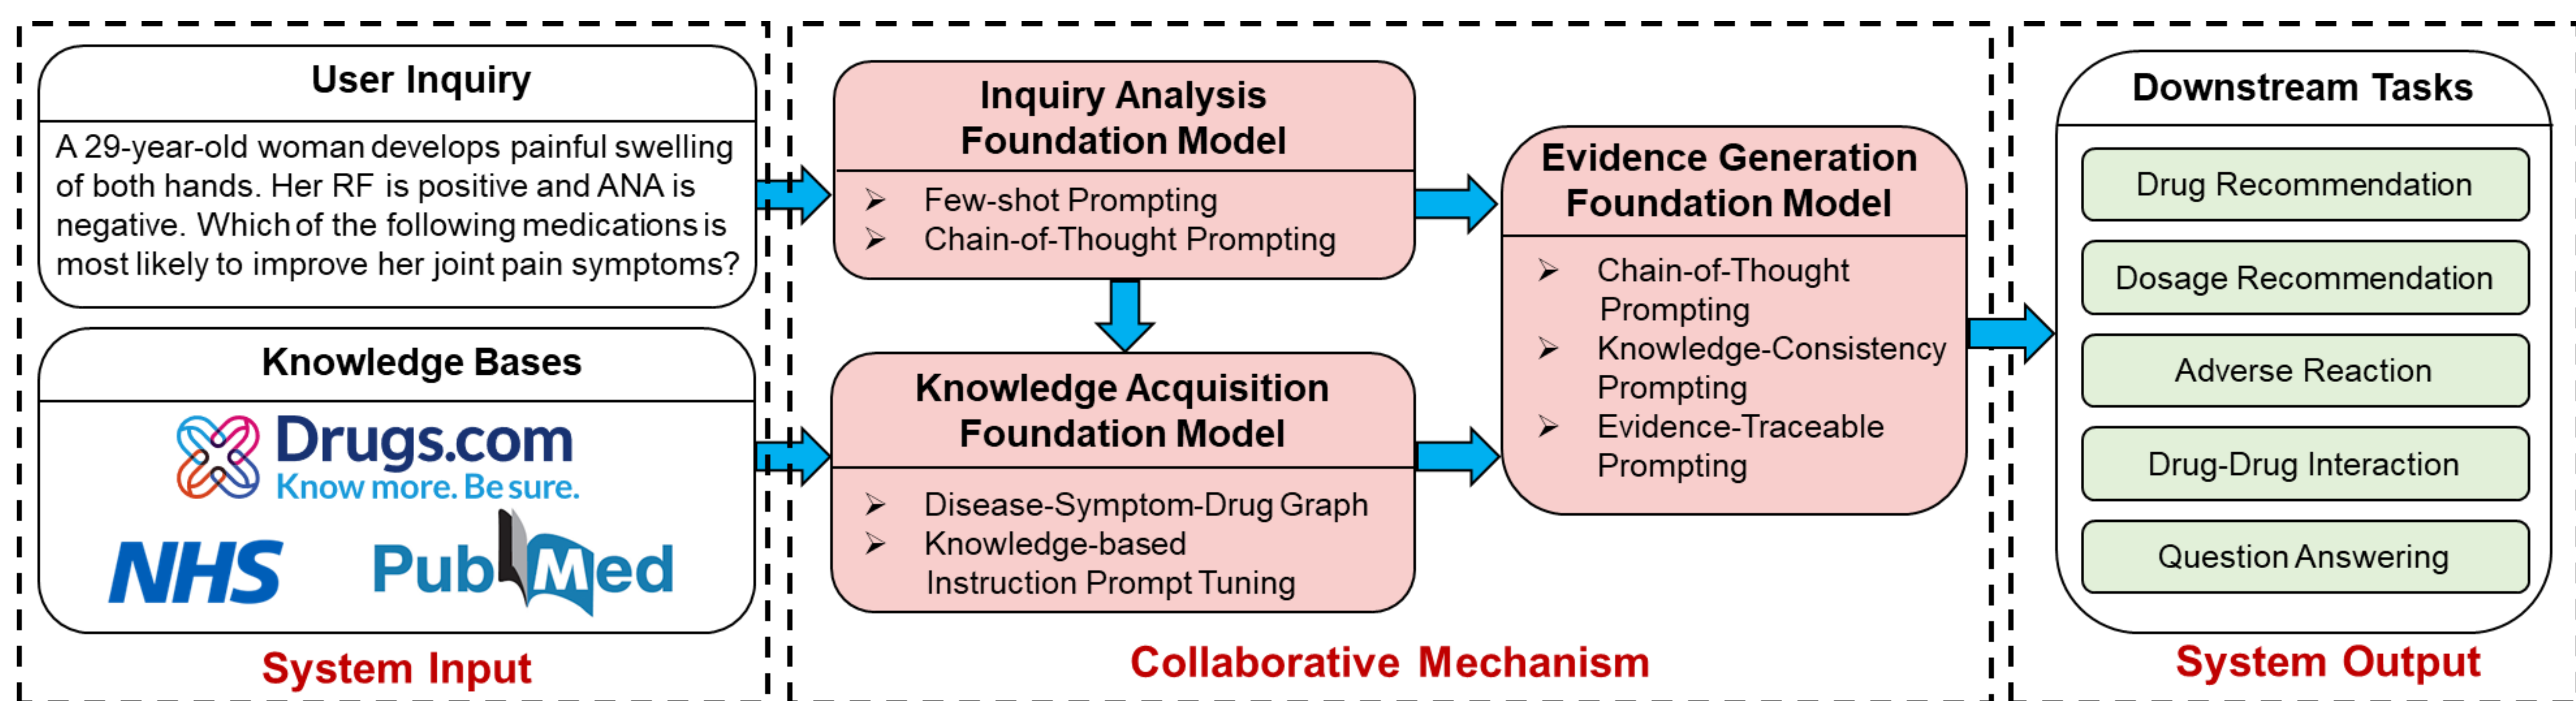 User Inquiry
A 29-year-old woman develops painful swelling
of both hands. Her RF is positive and ANA is
negative. Which of the following medications is
most likely to improve her joint pain symptoms?
Knowledge Bases
Drugs.com
Know more. Be sure.
NHS
PubMed
System Input
Inquiry Analysis
Foundation Model
Few-shot Prompting
Chain-of-Thought Prompting
Knowledge Acquisition
Foundation Model
Disease-Symptom-Drug Graph
Knowledge-based
Instruction Prompt Tuning
Evidence Generation
Foundation Model
Chain-of-Thought
Prompting
Knowledge-Consistency
Prompting
Evidence-Traceable
Prompting
Collaborative Mechanism
Downstream Tasks
Drug Recommendation
Dosage Recommendation
Adverse Reaction
Drug-Drug Interaction
Question Answering
System Output